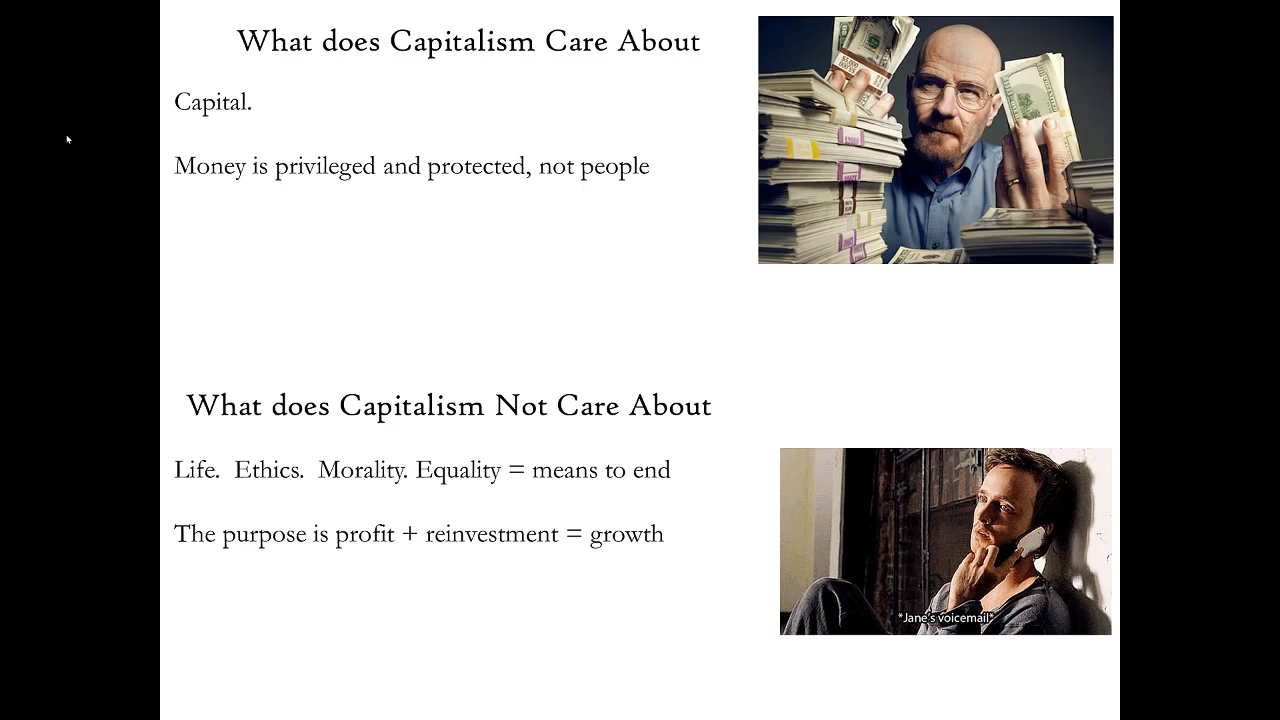 What does Capitalism Care About
Capital.
Money is privileged and protected, not people
What does Capitalism Not Care About
Life. Ethics. Morality. Equality = means to end
The purpose is profit + reinvestment = growth
*Jane's voicemail*